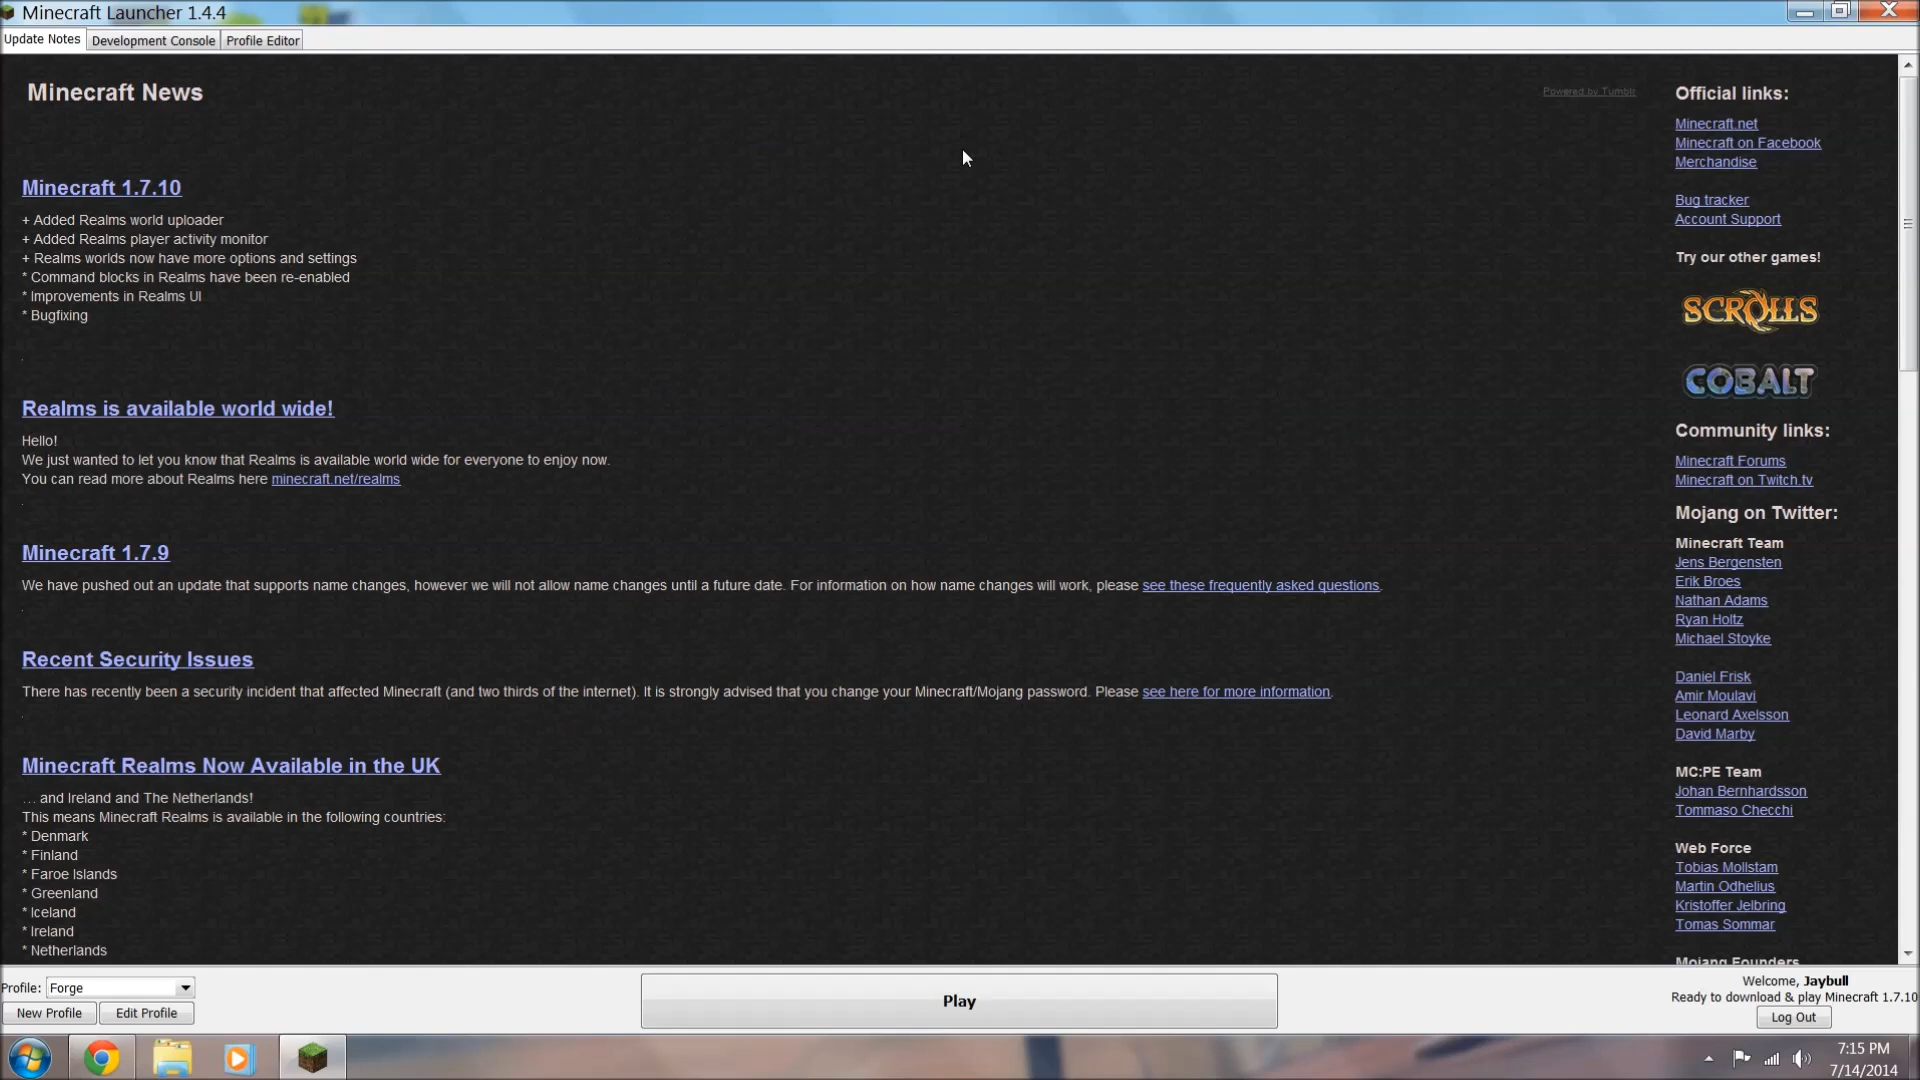 Minecraft Launcher 1.4.4
Update Notes
Development Console
Profile Editor
Minecraft News
Powered by Tumblr
Minecraft 1.7.10
+ Added Realms world uploader
+ Added Realms player activity monitor
+ Realms worlds now have more options and settings
* Command blocks in Realms have been re-enabled
* Improvements in Realms UI
* Bugfixing
Realms is available world wide!
Hello!
We just wanted to let you know that Realms is available world wide for everyone to enjoy now.
You can read more about Realms here minecraft.net/realms
Minecraft 1.7.9
We have pushed out an update that supports name changes, however we will not allow name changes until a future date. For information on how name changes will work, please see these frequently asked questions.
Recent Security Issues
There has recently been a security incident that affected Minecraft (and two thirds of the internet). It is strongly advised that you change your Minecraft/Mojang password. Please see here for more information.
Minecraft Realms Now Available in the UK
… and Ireland and The Netherlands!
This means Minecraft Realms is available in the following countries:
* Denmark
* Finland
* Faroe Islands
* Greenland
* Iceland
* Ireland
* Netherlands
Official links:
Minecraft.net
Minecraft on Facebook
Merchandise
Bug tracker
Account Support
Try our other games!
SCROLLS
COBALT
Community links:
Minecraft Forums
Minecraft on Twitch.tv
Mojang on Twitter:
Minecraft Team
Jens Bergensten
Erik Broes
Nathan Adams
Ryan Holtz
Michael Stoyke
Daniel Frisk
Amir Moulavi
Leonard Axelsson
David Marby
MC:PE Team
Johan Bernhardsson
Tommaso Checchi
Web Force
Tobias Mollstam
Martin Odhelius
Kristoffer Jelbring
Tomas Sommar
Mojang Founders
Profile: Forge
New Profile
Edit Profile
Play
Welcome, Jaybull
Ready to download & play Minecraft 1.7.10
Log Out
7:15 PM
7/14/2014